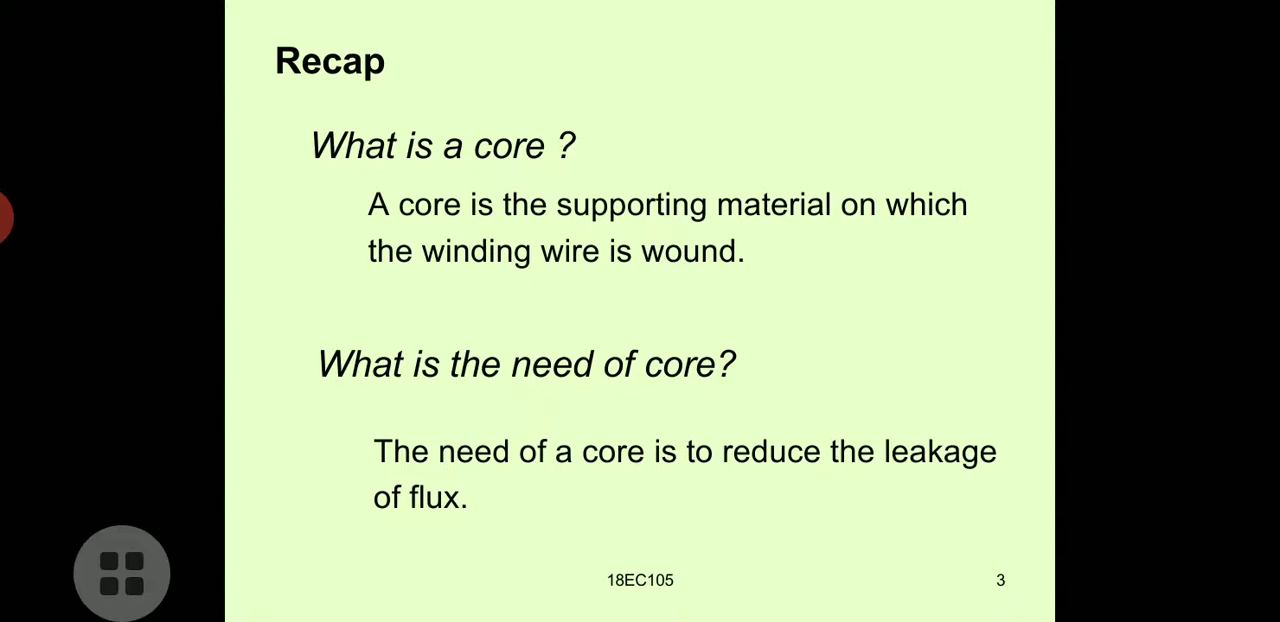 Recap
What is a core ?
A core is the supporting material on which
the winding wire is wound.
What is the need of core?
The need of a core is to reduce the leakage
of flux.
18EC105
3